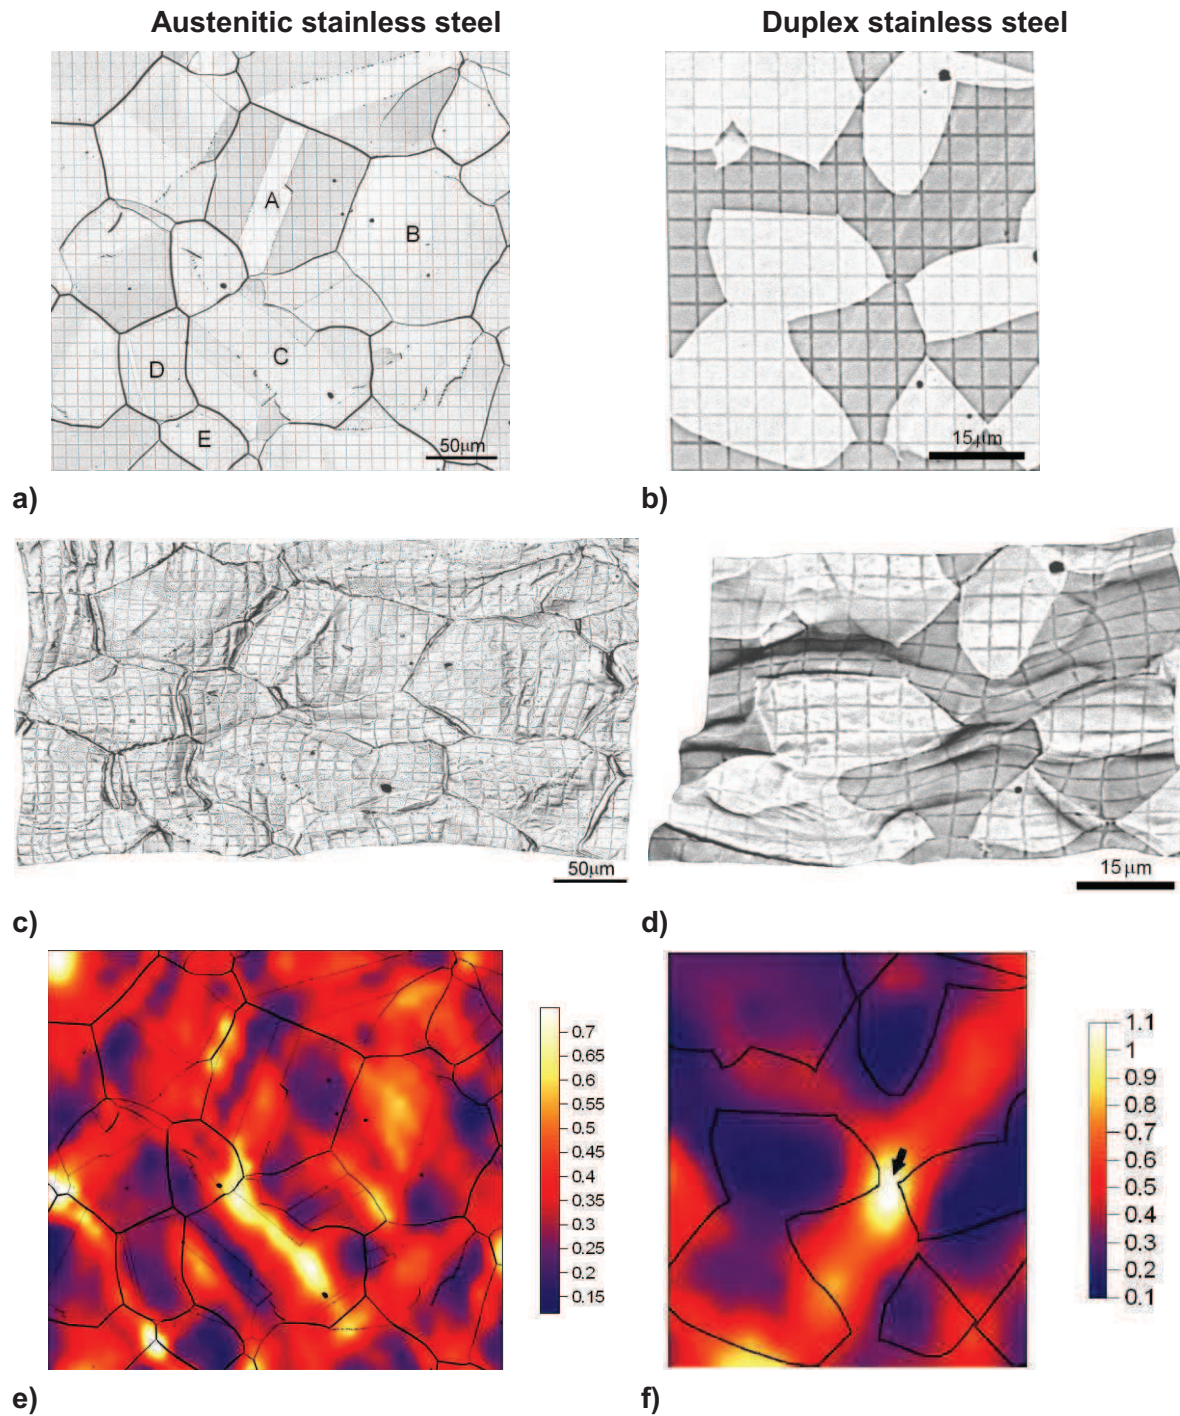 Austenitic stainless steel
Duplex stainless steel
A
B
C
D
E
50µm
15µm
a)
b)
50µm
15µm
c)
d)
0.7
0.65
0.6
0.55
0.5
0.45
0.4
0.35
0.3
0.25
0.2
0.15
1.1
1
0.9
0.8
0.7
0.6
0.5
0.4
0.3
0.2
0.1
e)
f)